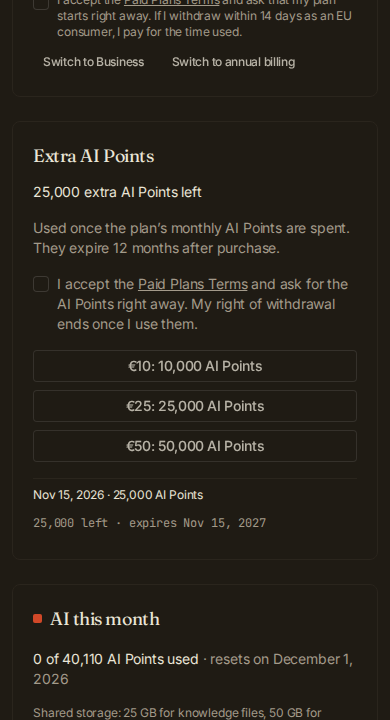 I accept the Paid Plans Terms and ask that my plan
starts right away. If I withdraw within 14 days as an EU
consumer, I pay for the time used.
Switch to Business Switch to annual billing
Extra AI Points
25,000 extra AI Points left
Used once the plan’s monthly AI Points are spent.
They expire 12 months after purchase.
I accept the Paid Plans Terms and ask for the
AI Points right away. My right of withdrawal
ends once I use them.
€10: 10,000 AI Points
€25: 25,000 AI Points
€50: 50,000 AI Points
Nov 15, 2026 · 25,000 AI Points
25,000 left · expires Nov 15, 2027
AI this month
0 of 40,110 AI Points used · resets on December 1,
2026
Shared storage: 25 GB for knowledge files, 50 GB for